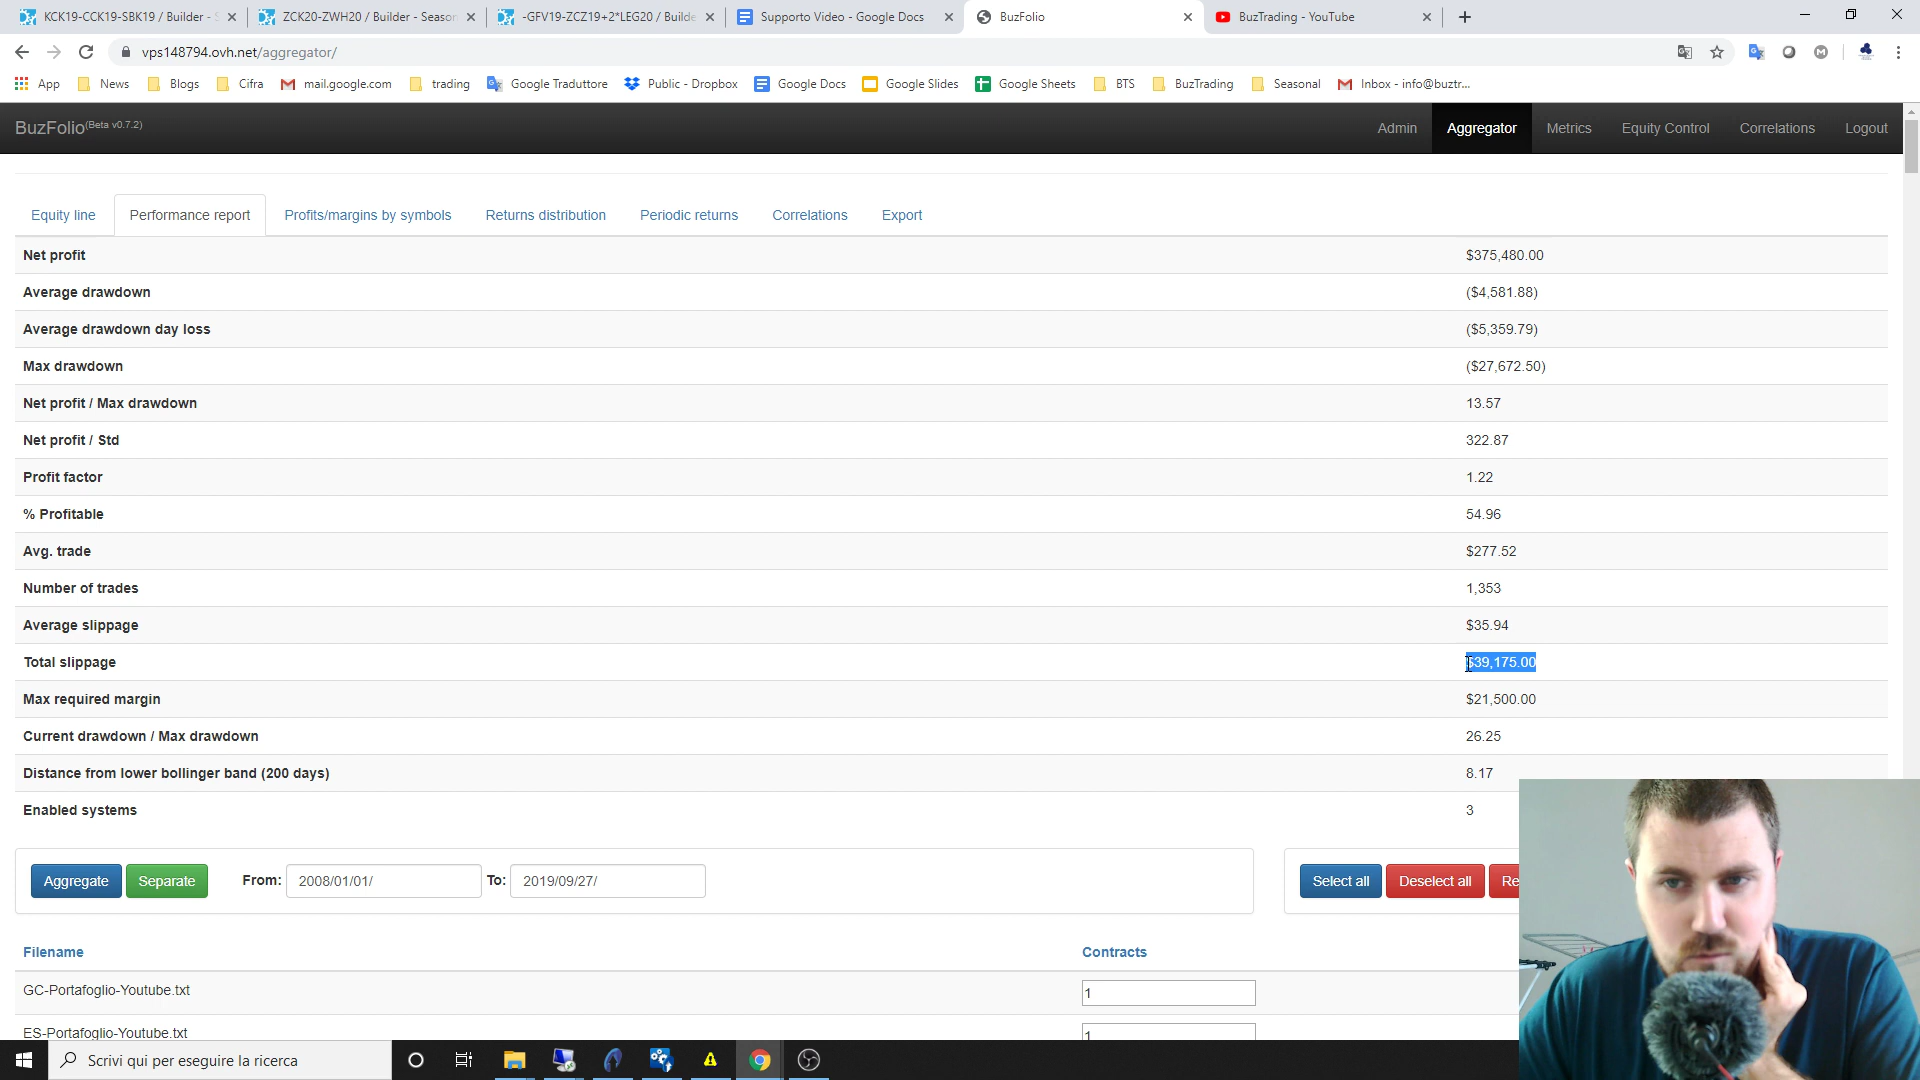 KCK19-CCK19-SBK19 / Builder - S
ZCK20-ZWH20 / Builder - Season
-GFV19-ZCZ19+2*LEG20 / Builde
Supporto Video - Google Docs
BuzFolio
BuzTrading - YouTube
vps148794.ovh.net/aggregator/
App
News
Blogs
Cifra
mail.google.com
trading
Google Traduttore
Public - Dropbox
Google Docs
Google Slides
Google Sheets
BTS
BuzTrading
Seasonal
Inbox - info@buztr...
BuzFolio(Beta v0.7.2)
Admin
Aggregator
Metrics
Equity Control
Correlations
Logout
Equity line
Performance report
Profits/margins by symbols
Returns distribution
Periodic returns
Correlations
Export
Net profit $375,480.00
Average drawdown ($4,581.88)
Average drawdown day loss ($5,359.79)
Max drawdown ($27,672.50)
Net profit / Max drawdown 13.57
Net profit / Std 322.87
Profit factor 1.22
% Profitable 54.96
Avg. trade $277.52
Number of trades 1,353
Average slippage $35.94
Total slippage $39,175.00
Max required margin $21,500.00
Current drawdown / Max drawdown 26.25
Distance from lower bollinger band (200 days) 8.17
Enabled systems 3
Aggregate
Separate
From: 2008/01/01/
To: 2019/09/27/
Select all
Deselect all
Re
Filename
Contracts
GC-Portafoglio-Youtube.txt 1
ES-Portafoglio-Youtube.txt 1
Scrivi qui per eseguire la ricerca